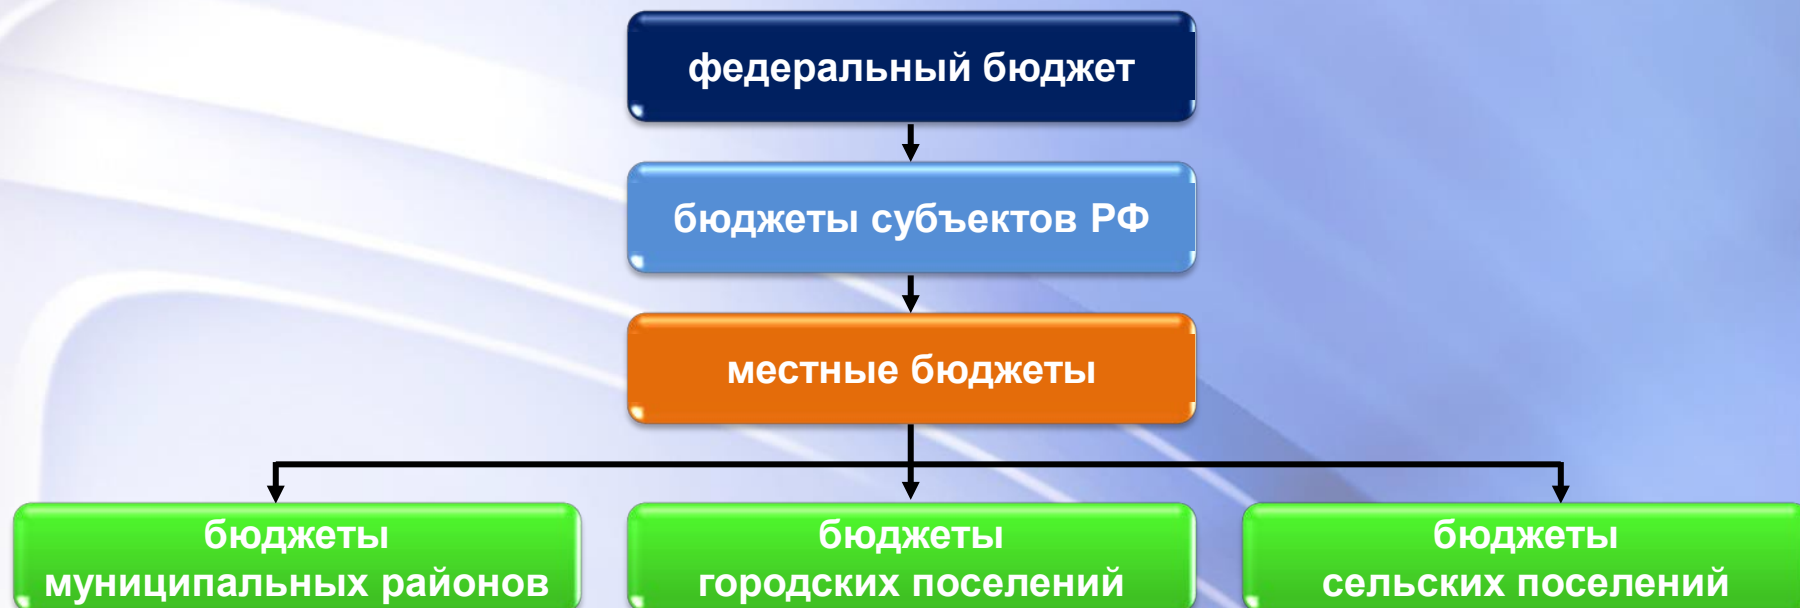 федеральный бюджет
бюджеты субъектов РФ
местные бюджеты
бюджеты
муниципальных районов
бюджеты
городских поселений
бюджеты
сельских поселений